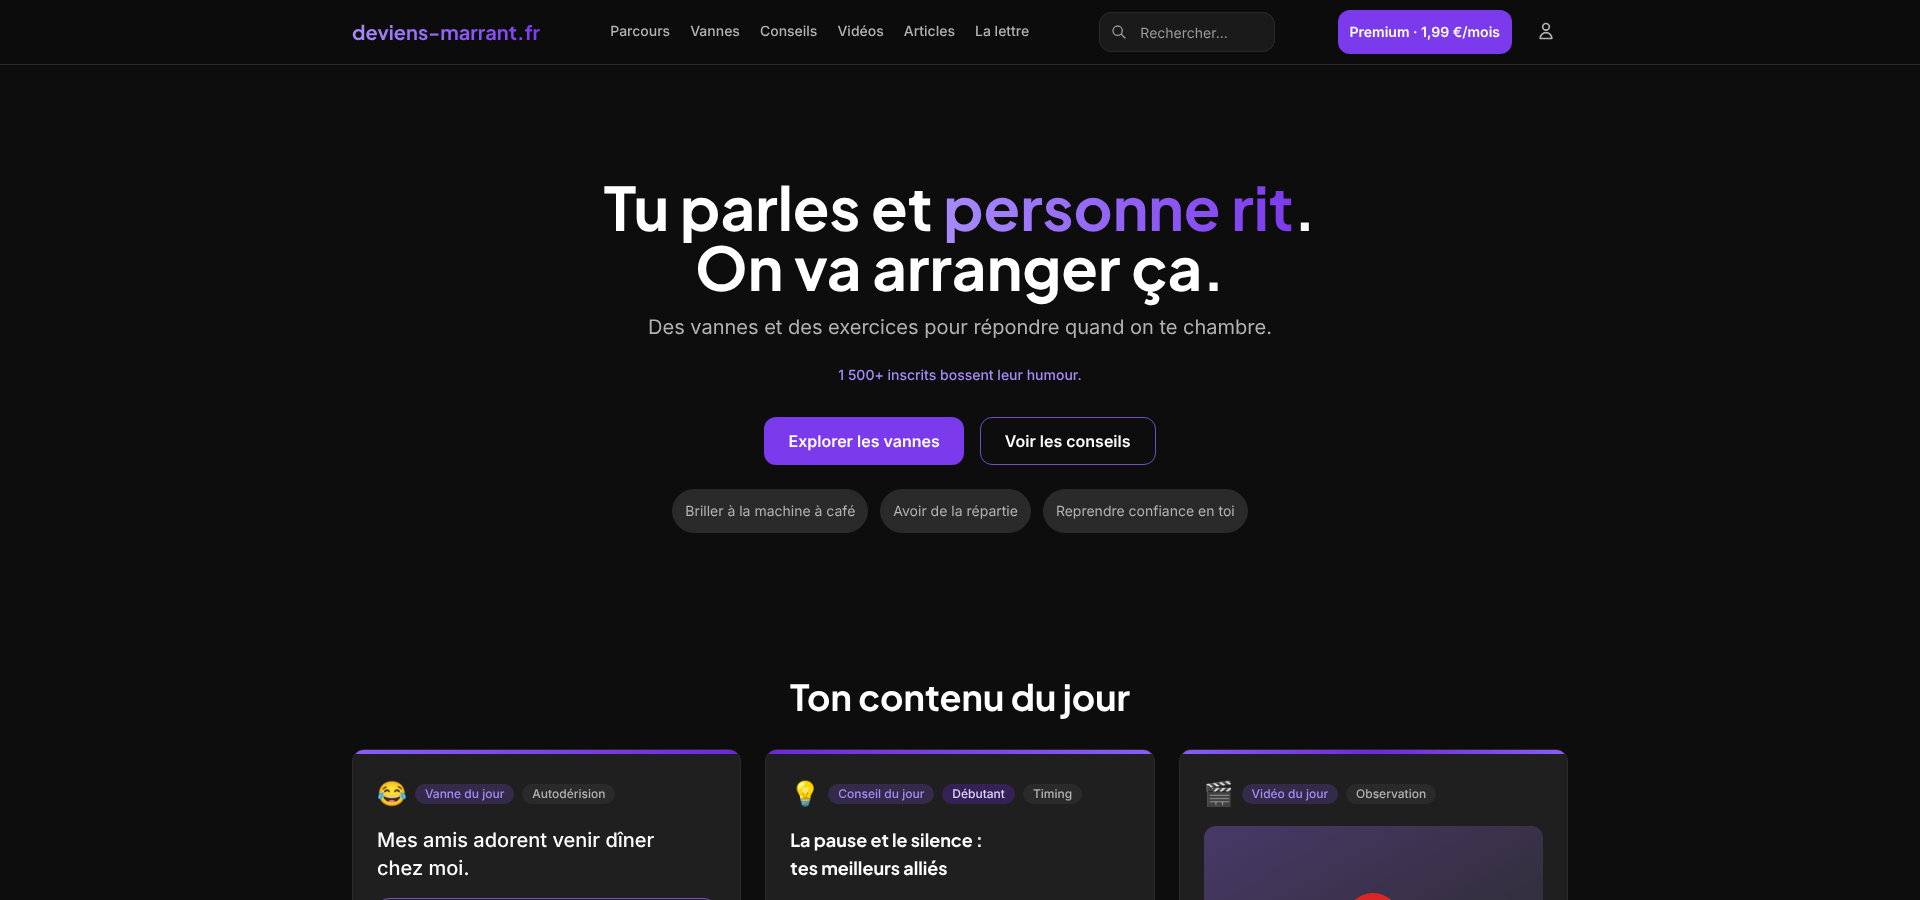 deviens-marrant.fr
Parcours
Vannes
Conseils
Vidéos
Articles
La lettre
Rechercher...
Premium · 1,99 €/mois
Tu parles et personne rit.
On va arranger ça.
Des vannes et des exercices pour répondre quand on te chambre.
1 500+ inscrits bossent leur humour.
Explorer les vannes
Voir les conseils
Briller à la machine à café
Avoir de la répartie
Reprendre confiance en toi
Ton contenu du jour
Vanne du jour
Autodérision
Mes amis adorent venir dîner
chez moi.
Conseil du jour
Débutant
Timing
La pause et le silence :
tes meilleurs alliés
Vidéo du jour
Observation